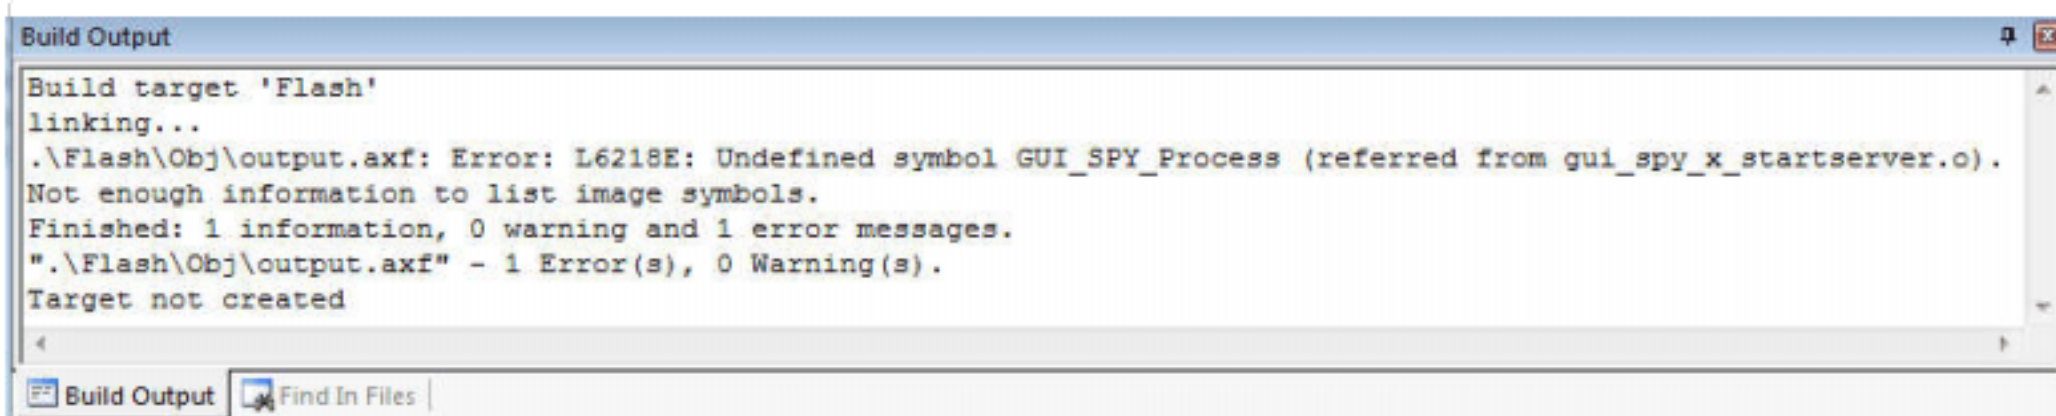 Build Output
Build target 'Flash'
linking...
.\Flash\Obj\output.axf: Error: L6218E: Undefined symbol GUI_SPY_Process (referred from gui_spy_x_startserver.o).
Not enough information to list image symbols.
Finished: 1 information, 0 warning and 1 error messages.
".\Flash\Obj\output.axf" - 1 Error(s), 0 Warning(s).
Target not created
Build Output Find In Files